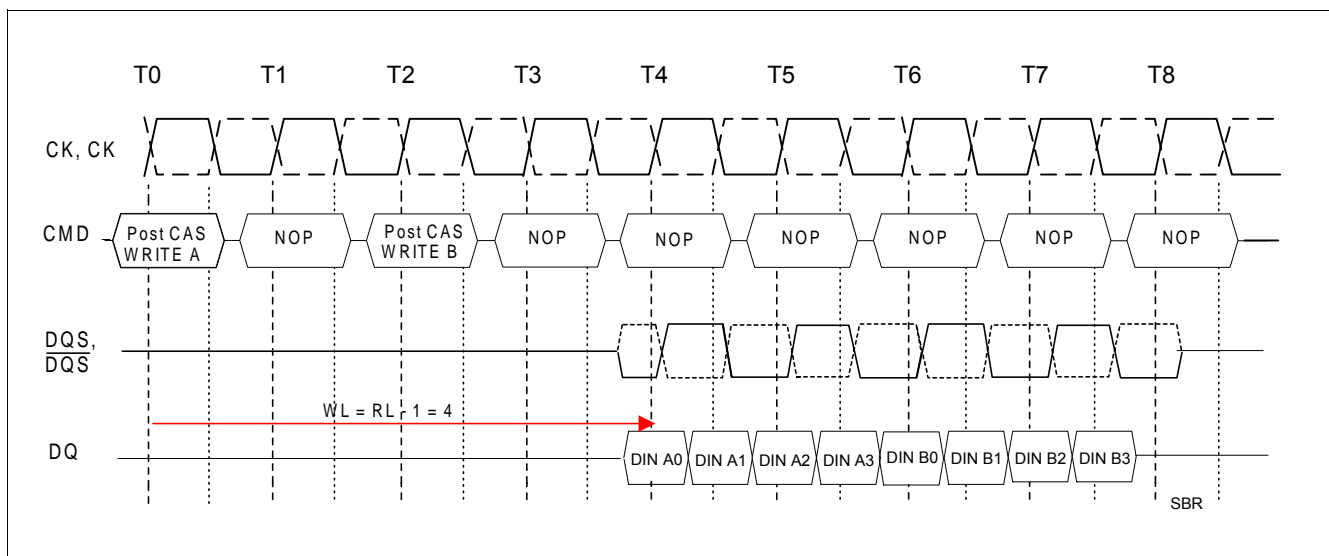 T0 T1 T2 T3 T4 T5 T6 T7 T8
CK, CK
CMD Post CAS WRITE A NOP Post CAS WRITE B NOP NOP NOP NOP NOP NOP
DQS,
DQS
WL = RL - 1 = 4
DQ DIN A0 DIN A1 DIN A2 DIN A3 DIN B0 DIN B1 DIN B2 DIN B3
SBR